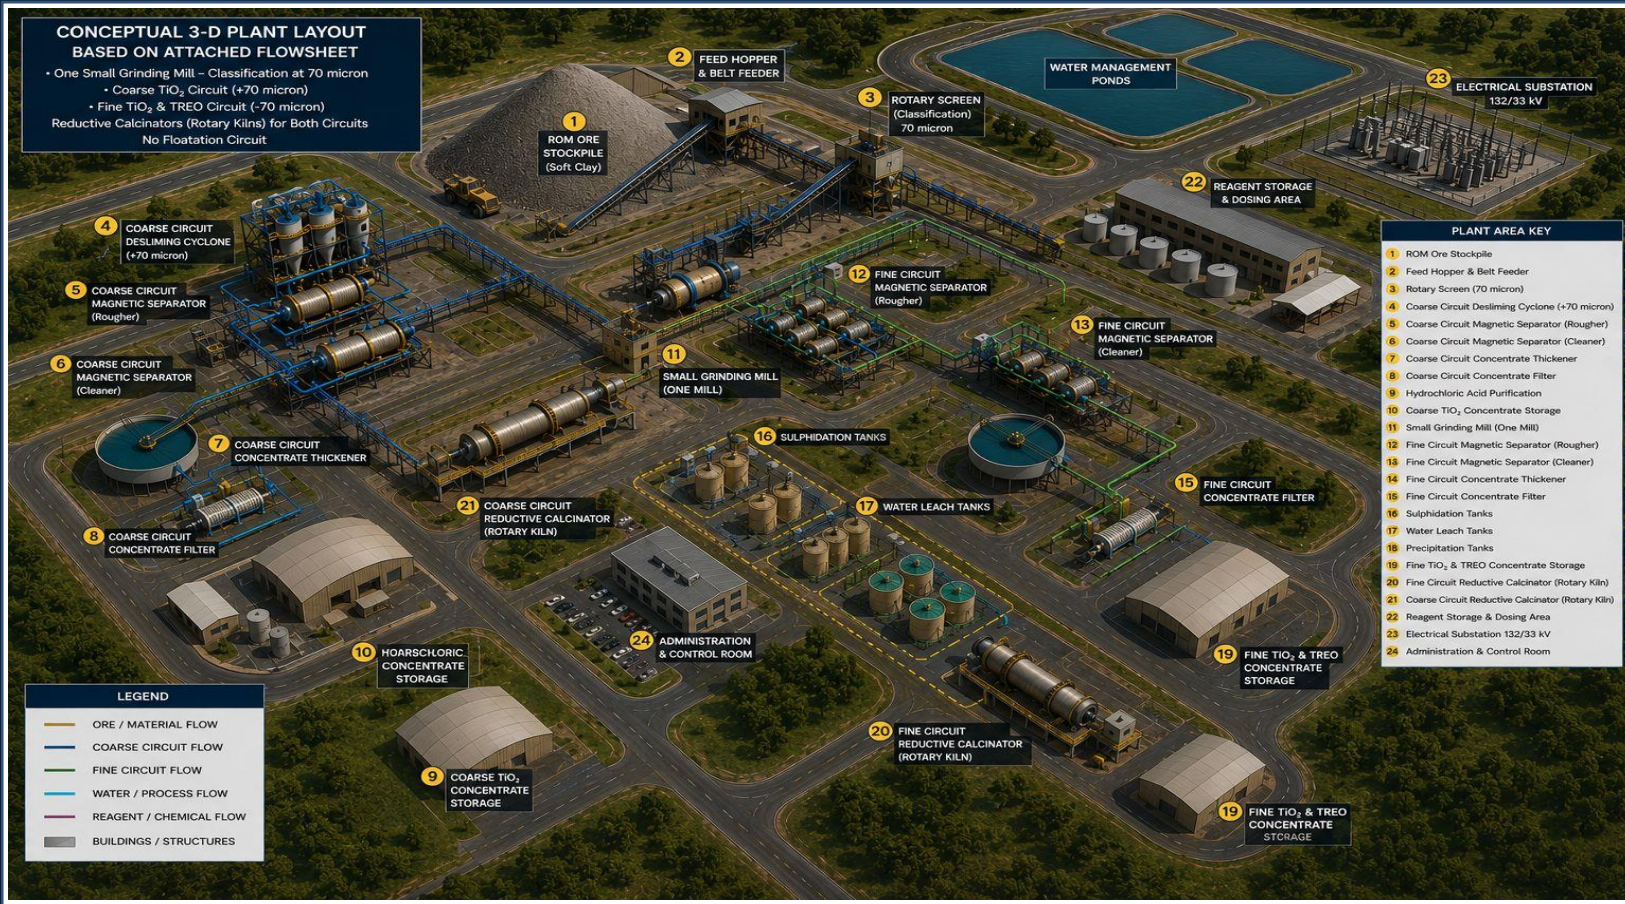 CONCEPTUAL 3-D PLANT LAYOUT
BASED ON ATTACHED FLOWSHEET
• One Small Grinding Mill – Classification at 70 micron
• Coarse TiO₂ Circuit (+70 micron)
• Fine TiO₂ & TREO Circuit (-70 micron)
Reductive Calcinators (Rotary Kilns) for Both Circuits
No Floatation Circuit
2 FEED HOPPER
& BELT FEEDER
WATER MANAGEMENT
PONDS
23 ELECTRICAL SUBSTATION
132/33 kV
3 ROTARY SCREEN
(Classification)
70 micron
1
ROM ORE
STOCKPILE
(Soft Clay)
22 REAGENT STORAGE
& DOSING AREA
4 COARSE CIRCUIT
DESLIMING CYCLONE
(+70 micron)
5 COARSE CIRCUIT
MAGNETIC SEPARATOR
(Rougher)
12 FINE CIRCUIT
MAGNETIC SEPARATOR
(Rougher)
13 FINE CIRCUIT
MAGNETIC SEPARATOR
(Cleaner)
6 COARSE CIRCUIT
MAGNETIC SEPARATOR
(Cleaner)
11
SMALL GRINDING MILL
(ONE MILL)
7 COARSE CIRCUIT
CONCENTRATE THICKENER
16 SULPHIDATION TANKS
15 FINE CIRCUIT
CONCENTRATE FILTER
21 COARSE CIRCUIT
REDUCTIVE CALCINATOR
(ROTARY KILN)
17 WATER LEACH TANKS
8 COARSE CIRCUIT
CONCENTRATE FILTER
10 HOARSCHLORIC
CONCENTRATE
STORAGE
24 ADMINISTRATION
& CONTROL ROOM
19 FINE TiO₂ & TREO
CONCENTRATE
STORAGE
20 FINE CIRCUIT
REDUCTIVE CALCINATOR
(ROTARY KILN)
9 COARSE TiO₂
CONCENTRATE
STORAGE
19 FINE TiO₂ & TREO
CONCENTRATE
STORAGE
PLANT AREA KEY
1 ROM Ore Stockpile
2 Feed Hopper & Belt Feeder
3 Rotary Screen (70 micron)
4 Coarse Circuit Desliming Cyclone (+70 micron)
5 Coarse Circuit Magnetic Separator (Rougher)
6 Coarse Circuit Magnetic Separator (Cleaner)
7 Coarse Circuit Concentrate Thickener
8 Coarse Circuit Concentrate Filter
9 Hydrochloric Acid Purification
10 Coarse TiO₂ Concentrate Storage
11 Small Grinding Mill (One Mill)
12 Fine Circuit Magnetic Separator (Rougher)
13 Fine Circuit Magnetic Separator (Cleaner)
14 Fine Circuit Concentrate Thickener
15 Fine Circuit Concentrate Filter
16 Sulphidation Tanks
17 Water Leach Tanks
18 Precipitation Tanks
19 Fine TiO₂ & TREO Concentrate Storage
20 Fine Circuit Reductive Calcinator (Rotary Kiln)
21 Coarse Circuit Reductive Calcinator (Rotary Kiln)
22 Reagent Storage & Dosing Area
23 Electrical Substation 132/33 kV
24 Administration & Control Room
LEGEND
ORE / MATERIAL FLOW
COARSE CIRCUIT FLOW
FINE CIRCUIT FLOW
WATER / PROCESS FLOW
REAGENT / CHEMICAL FLOW
BUILDINGS / STRUCTURES